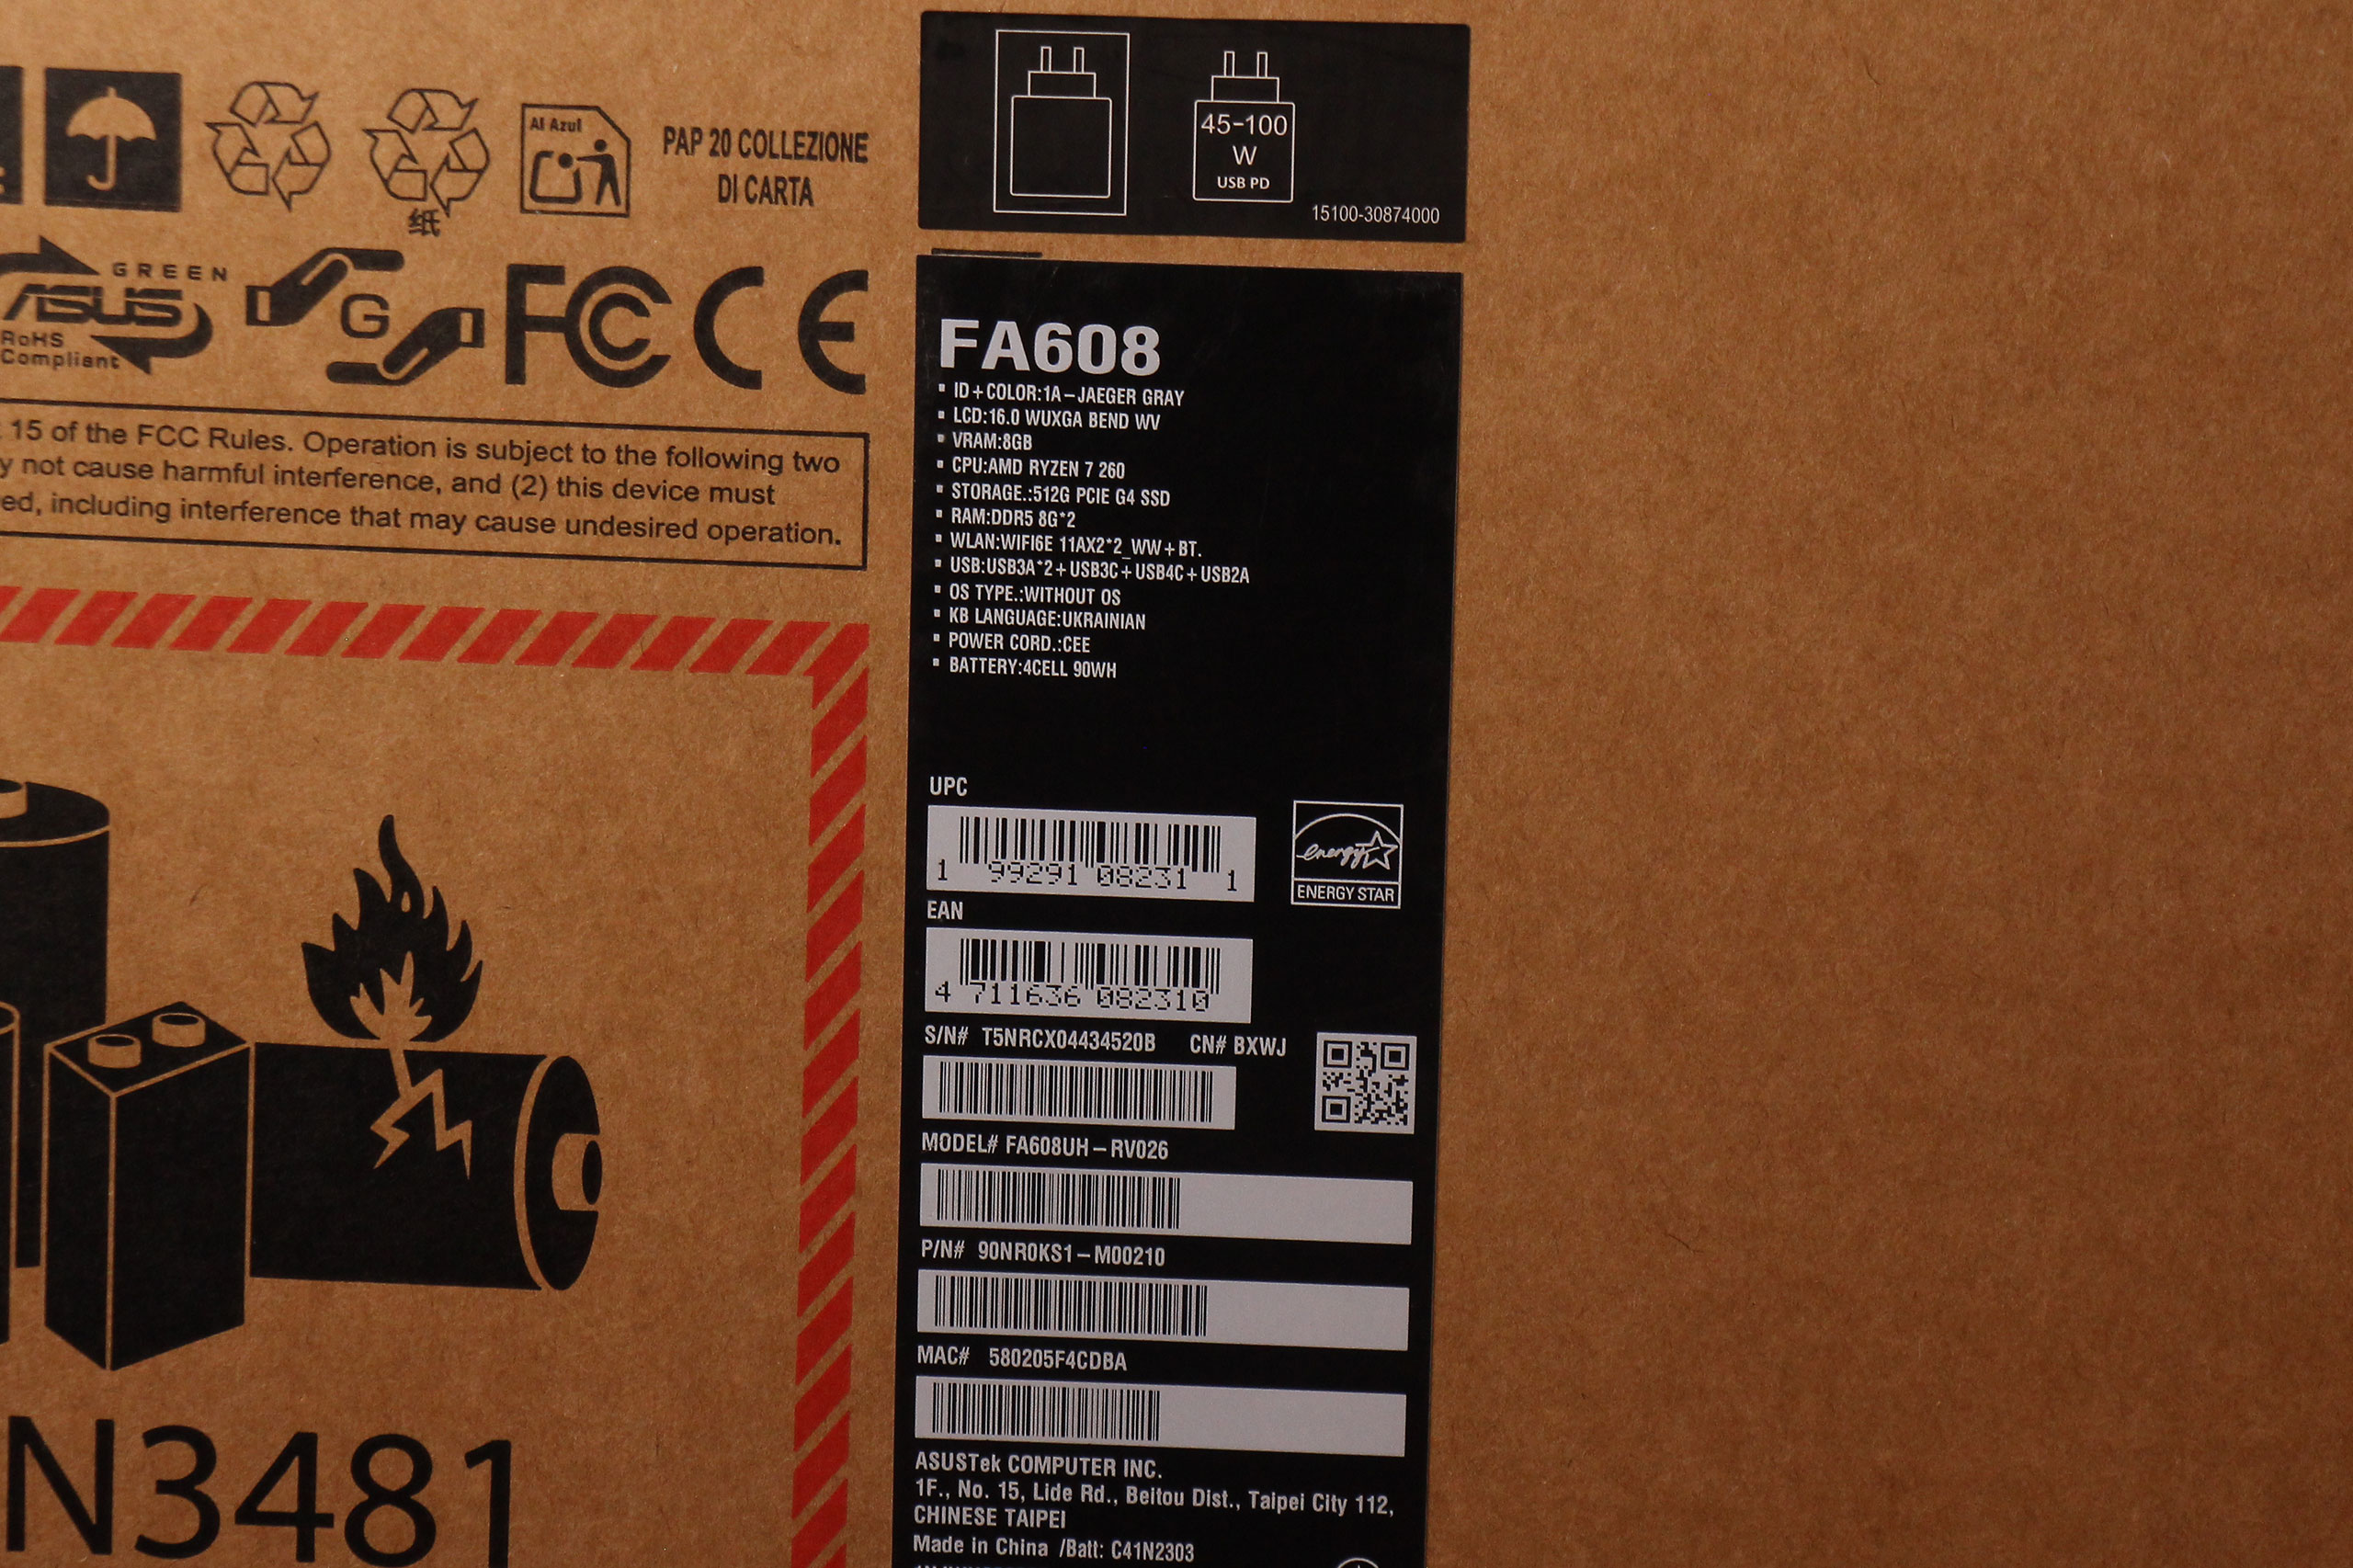 Al Azul
PAP 20 COLLEZIONE
DI CARTA
纸
GREEN
ASUS
RoHS
Compliant
G
FC CE
15 of the FCC Rules. Operation is subject to the following two
not cause harmful interference, and (2) this device must
including interference that may cause undesired operation.
N3481
45-100
W
USB PD
15100-30874000
FA608
ID+COLOR:1A-JAEGER GRAY
LCD:16.0 WUXGA BEND WV
VRAM:8GB
CPU:AMD RYZEN 7 260
STORAGE.:512G PCIE G4 SSD
RAM:DDR5 8G*2
WLAN:WIFI6E 11AX2*2_WW+BT.
USB:USB3A*2+USB3C+USB4C+USB2A
OS TYPE.:WITHOUT OS
KB LANGUAGE:UKRAINIAN
POWER CORD.:CEE
BATTERY:4CELL 90WH
UPC
1 99291 08231 1
energy
ENERGY STAR
EAN
4 711636 082310
S/N# T5NRCX04434520B CN# BXWJ
MODEL# FA608UH-RV026
P/N# 90NR0KS1-M00210
MAC# 580205F4CDBA
ASUSTek COMPUTER INC.
1F., No. 15, Lide Rd., Beitou Dist., Taipei City 112,
CHINESE TAIPEI
Made in China /Batt: C41N2303